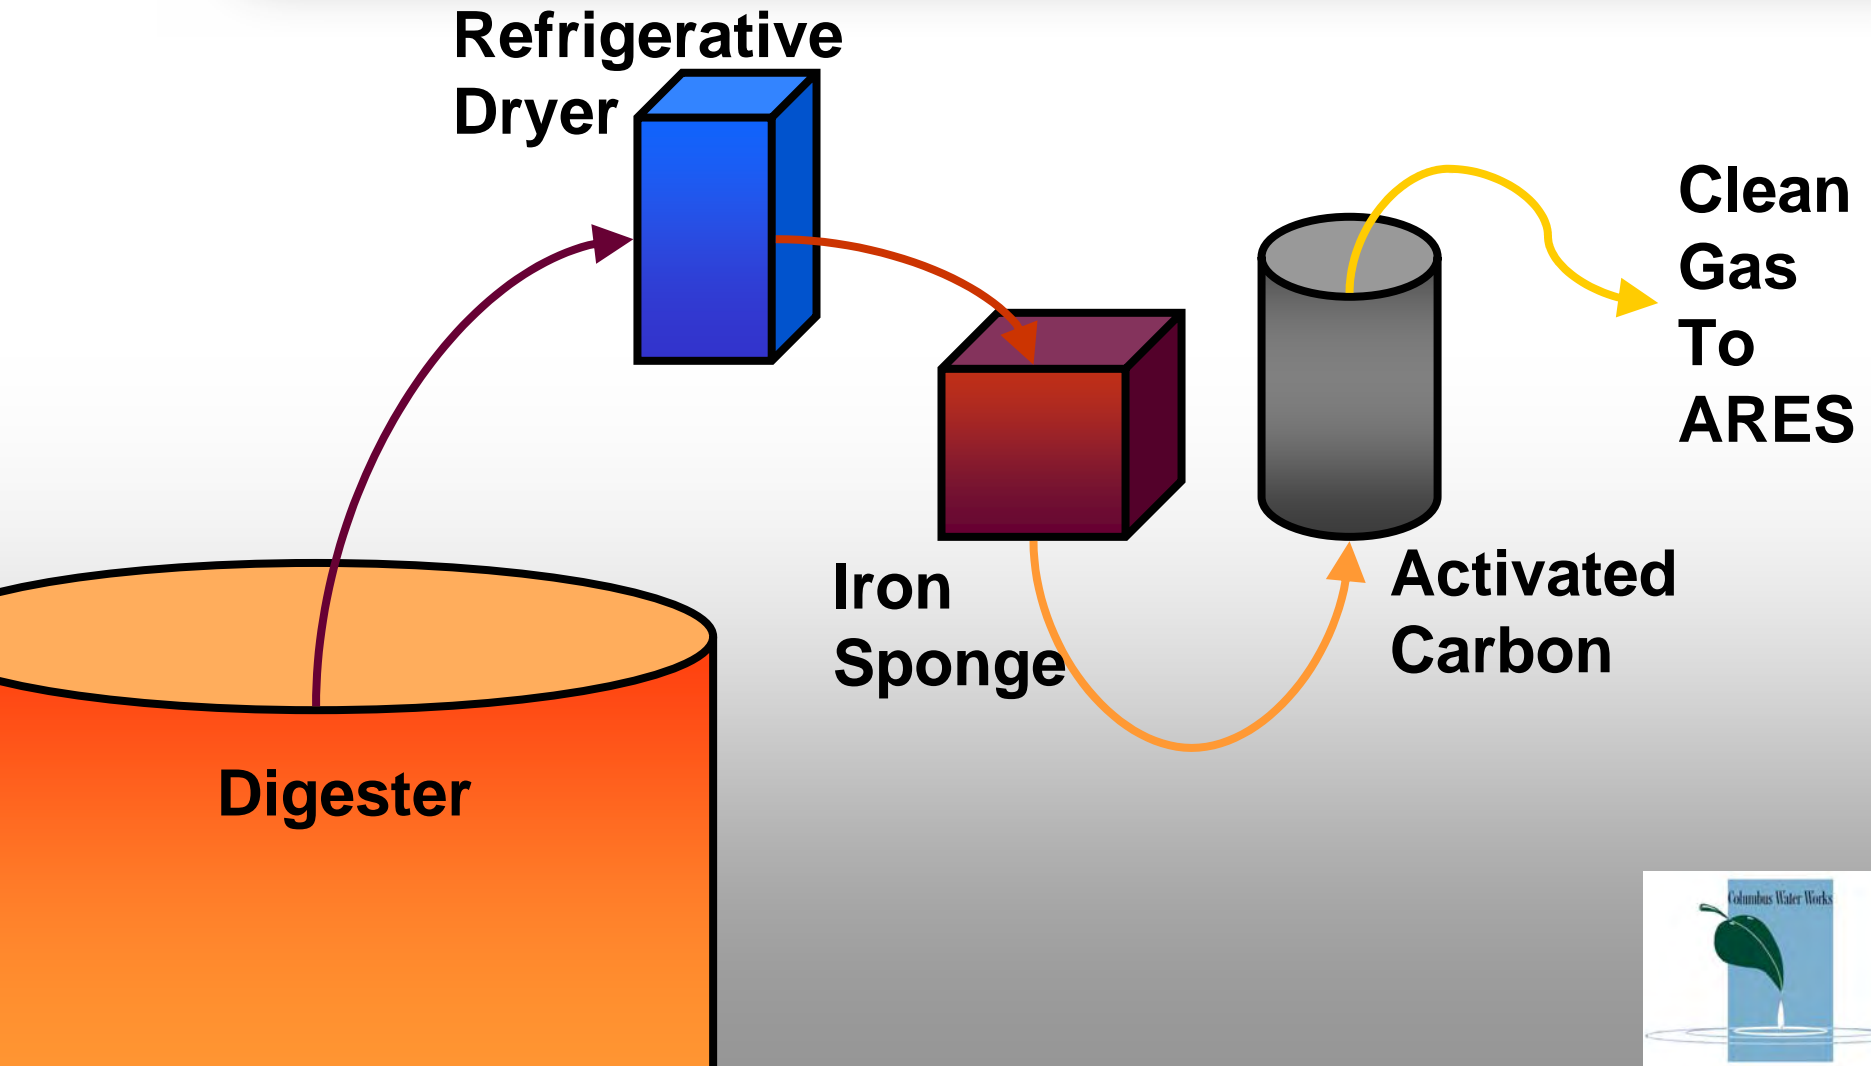 Refrigerative
Dryer
Clean
Gas
To
ARES
Iron
Sponge
Activated
Carbon
Digester
Columbus Water Works